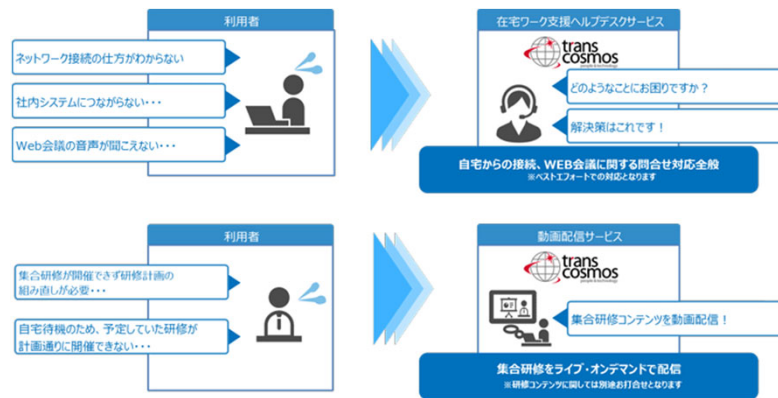 利用者
ネットワーク接続の仕方がわからない
社内システムにつながらない・・・
Web会議の音声が聞こえない・・・
在宅ワーク支援ヘルプデスクサービス
trans
cosmos
people & technology
どのようなことにお困りですか？
解決策はこれです！
自宅からの接続、WEB会議に関する問合せ対応全般
※ベストエフォートでの対応となります
利用者
集合研修が開催できず研修計画の
組み直しが必要・・・
自宅待機のため、予定していた研修が
計画通りに開催できない・・・
動画配信サービス
trans
cosmos
people & technology
集合研修コンテンツを動画配信！
集合研修をライブ・オンデマンドで配信
※研修コンテンツに関しては別途お打合せとなります